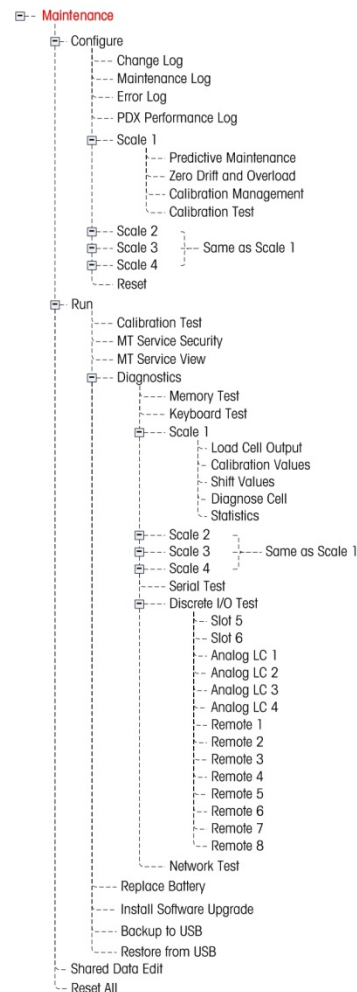 Maintenance
Configure
Change Log
Maintenance Log
Error Log
PDX Performance Log
Scale 1
Predictive Maintenance
Zero Drift and Overload
Calibration Management
Calibration Test
Scale 2
Scale 3 Same as Scale 1
Scale 4
Reset
Run
Calibration Test
MT Service Security
MT Service View
Diagnostics
Memory Test
Keyboard Test
Scale 1
Load Cell Output
Calibration Values
Shift Values
Diagnose Cell
Statistics
Scale 2
Scale 3 Same as Scale 1
Scale 4
Serial Test
Discrete I/O Test
Slot 5
Slot 6
Analog LC 1
Analog LC 2
Analog LC 3
Analog LC 4
Remote 1
Remote 2
Remote 3
Remote 4
Remote 5
Remote 6
Remote 7
Remote 8
Network Test
Replace Battery
Install Software Upgrade
Backup to USB
Restore from USB
Shared Data Edit
Reset All